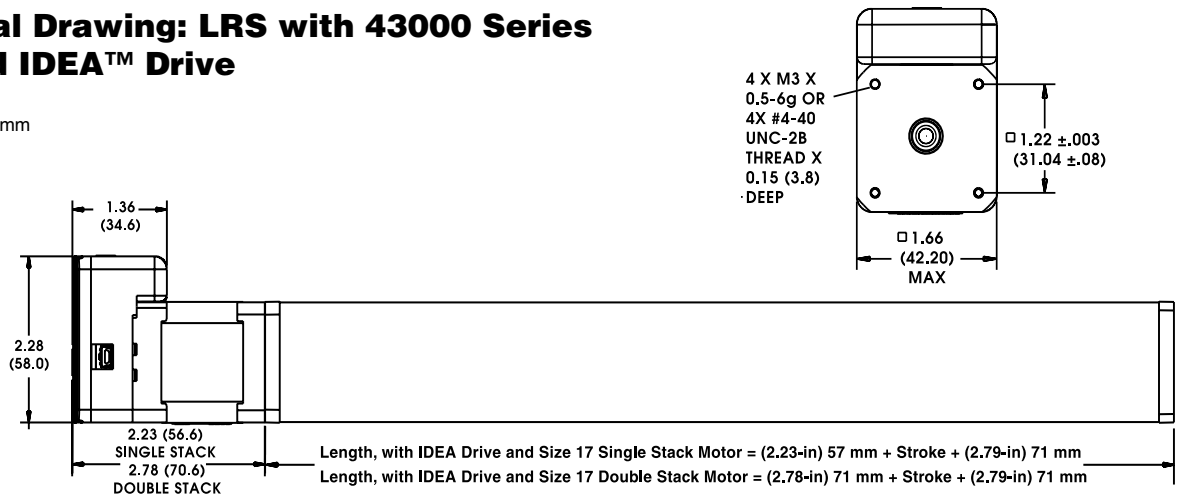 al Drawing: LRS with 43000 Series
IDEA™ Drive
mm
4 X M3 X
0.5-6g OR
4X #4-40
UNC-2B
THREAD X
0.15 (3.8)
DEEP
□ 1.22 ±.003
(31.04 ±.08)
□ 1.66
(42.20)
MAX
1.36
(34.6)
2.28
(58.0)
2.23 (56.6)
SINGLE STACK
2.78 (70.6)
DOUBLE STACK
Length, with IDEA Drive and Size 17 Single Stack Motor = (2.23-in) 57 mm + Stroke + (2.79-in) 71 mm
Length, with IDEA Drive and Size 17 Double Stack Motor = (2.78-in) 71 mm + Stroke + (2.79-in) 71 mm